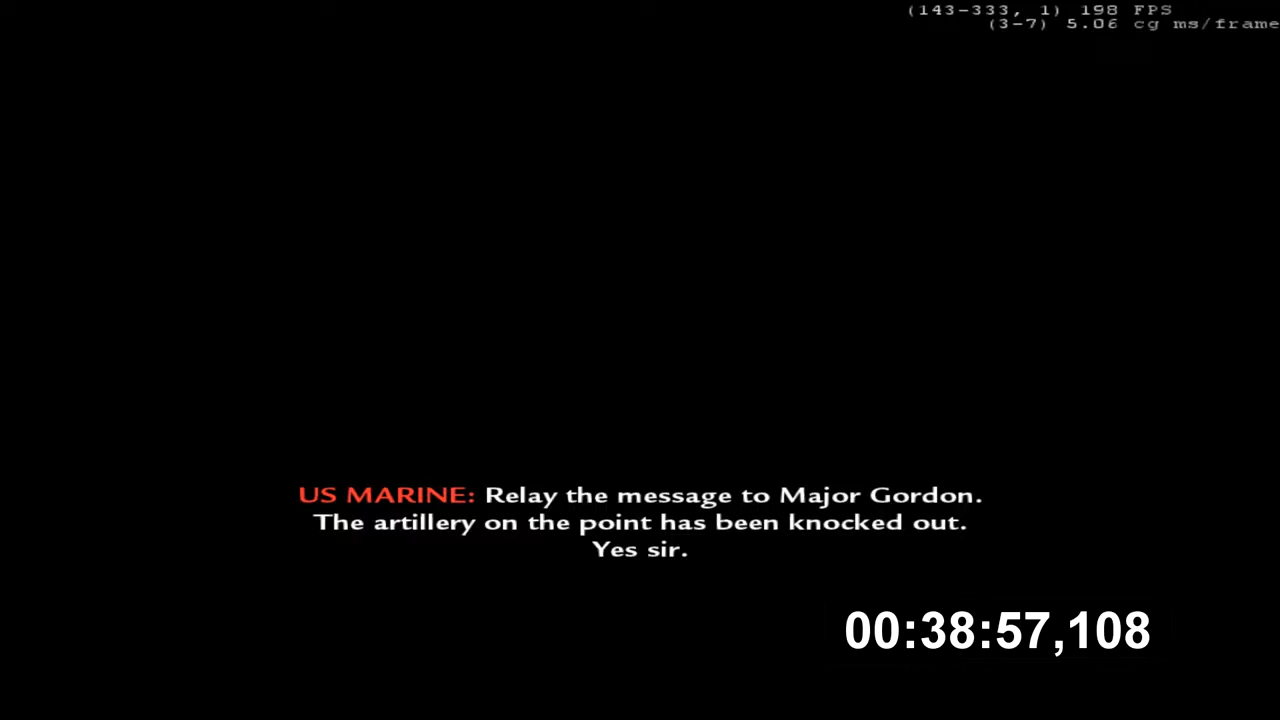 (143-333, 1) 198 FPS
(3-7) 5.06 cg ms/frame
US MARINE: Relay the message to Major Gordon.
The artillery on the point has been knocked out.
Yes sir.
00:38:57,108